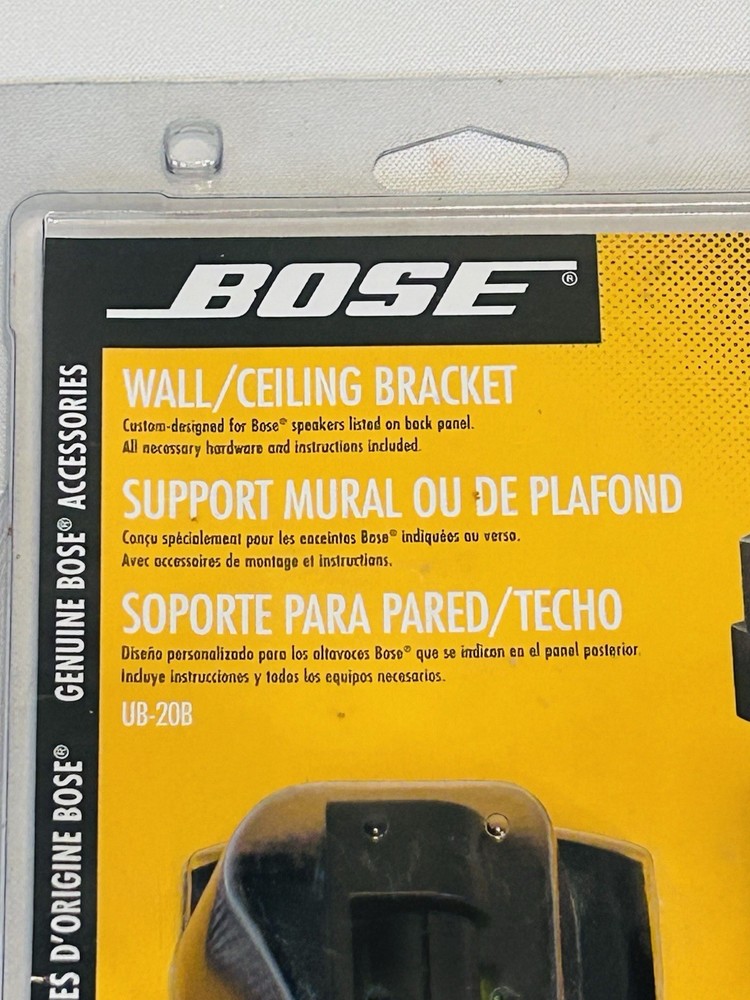 BOSE®
WALL/CEILING BRACKET
Custom-designed for Bose® speakers listed on back panel.
All necessary hardware and instructions included.
SUPPORT MURAL OU DE PLAFOND
Conçu spécialement pour les enceintes Bose® indiquées au verso.
Avec accessoires de montage et instructions.
SOPORTE PARA PARED/TECHO
Diseño personalizado para los altavoces Bose® que se indican en el panel posterior.
Incluye instrucciones y todos los equipos necesarios.
UB-20B
GENUINE BOSE® ACCESSORIES
ES D'ORIGINE BOSE®